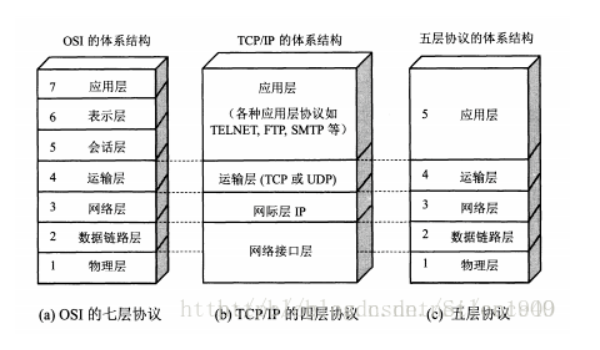 OSI 的体系结构
7 应用层
6 表示层
5 会话层
4 运输层
3 网络层
2 数据链路层
1 物理层
(a) OSI 的七层协议
TCP/IP 的体系结构
应用层
（各种应用层协议如
TELNET, FTP, SMTP 等）
运输层 (TCP 或 UDP)
网际层 IP
网络接口层
(b) TCP/IP 的四层协议
五层协议的体系结构
5 应用层
4 运输层
3 网络层
2 数据链路层
1 物理层
(c) 五层协议